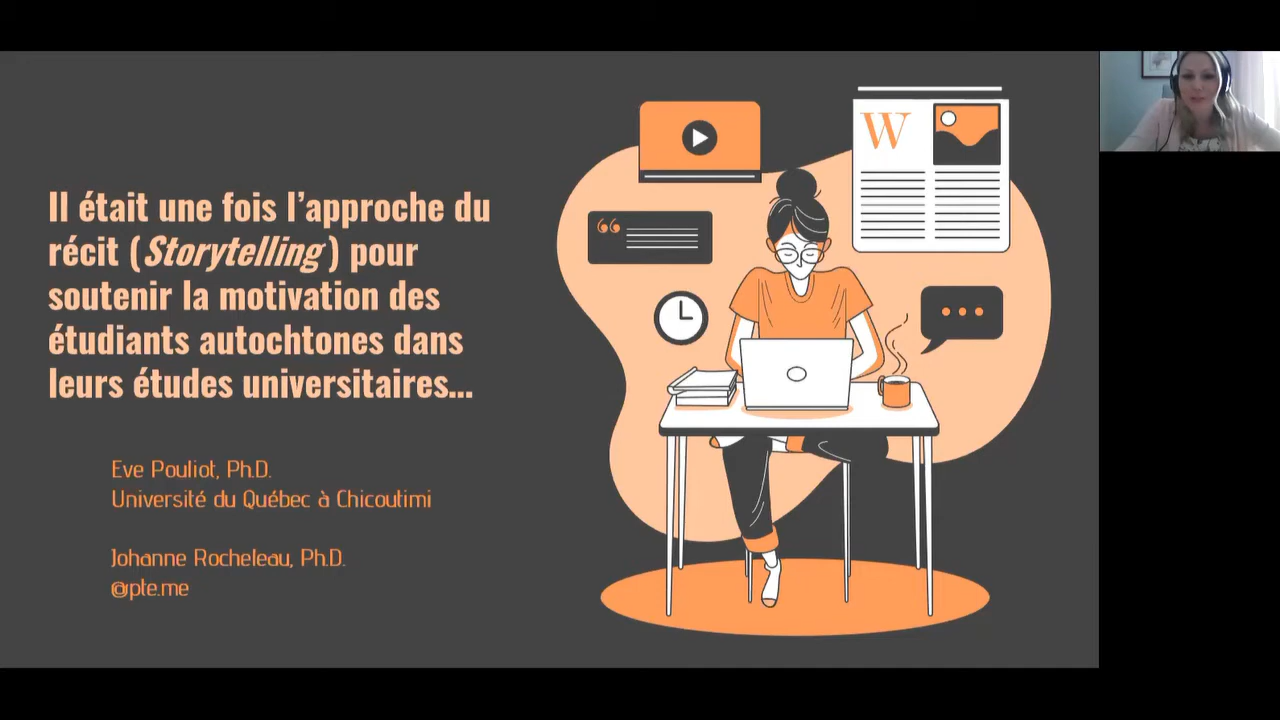 Il était une fois l’approche du
récit (Storytelling) pour
soutenir la motivation des
étudiants autochtones dans
leurs études universitaires...
Eve Pouliot, Ph.D.
Université du Québec à Chicoutimi
Johanne Rocheleau, Ph.D.
@pte.me
W